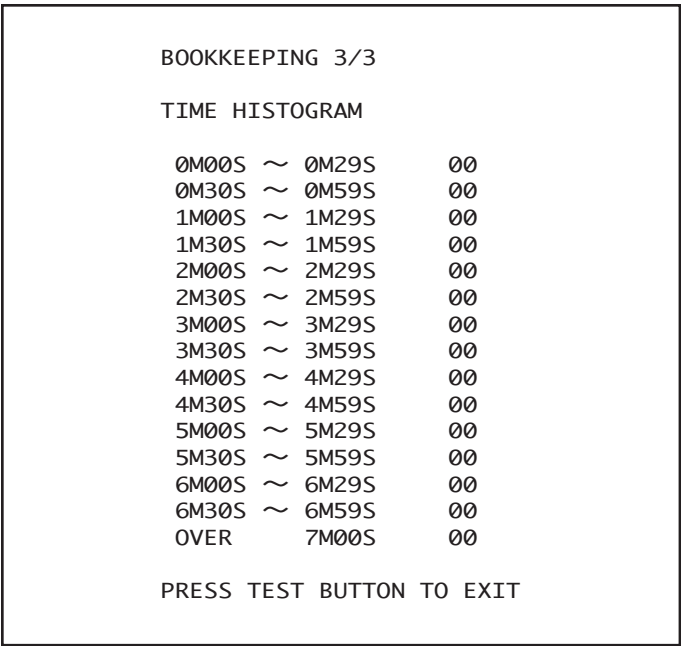 BOOKKEEPING 3/3
TIME HISTOGRAM
0M00S ～ 0M29S 00
0M30S ～ 0M59S 00
1M00S ～ 1M29S 00
1M30S ～ 1M59S 00
2M00S ～ 2M29S 00
2M30S ～ 2M59S 00
3M00S ～ 3M29S 00
3M30S ～ 3M59S 00
4M00S ～ 4M29S 00
4M30S ～ 4M59S 00
5M00S ～ 5M29S 00
5M30S ～ 5M59S 00
6M00S ～ 6M29S 00
6M30S ～ 6M59S 00
OVER 7M00S 00
PRESS TEST BUTTON TO EXIT